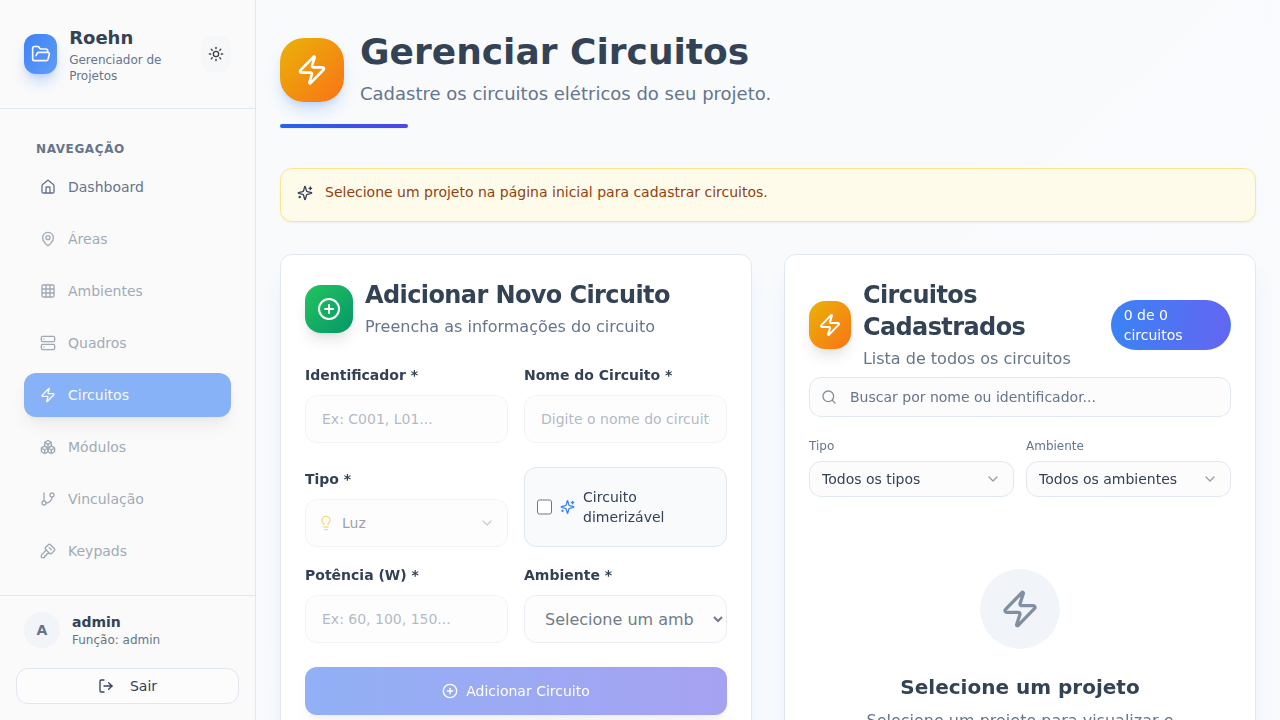 Roehn
Gerenciador de
Projetos
NAVEGAÇÃO
Dashboard
Áreas
Ambientes
Quadros
Circuitos
Módulos
Vinculação
Keypads
A
admin
Função: admin
Sair
Gerenciar Circuitos
Cadastre os circuitos elétricos do seu projeto.
Selecione um projeto na página inicial para cadastrar circuitos.
Adicionar Novo Circuito
Preencha as informações do circuito
Identificador *
Nome do Circuito *
Ex: C001, L01...
Digite o nome do circuit
Tipo *
Luz
Circuito
dimerizável
Potência (W) *
Ambiente *
Ex: 60, 100, 150...
Selecione um amb
Adicionar Circuito
Circuitos
Cadastrados
Lista de todos os circuitos
0 de 0
circuitos
Buscar por nome ou identificador...
Tipo
Ambiente
Todos os tipos
Todos os ambientes
Selecione um projeto
Selecione um projeto para visualizar e